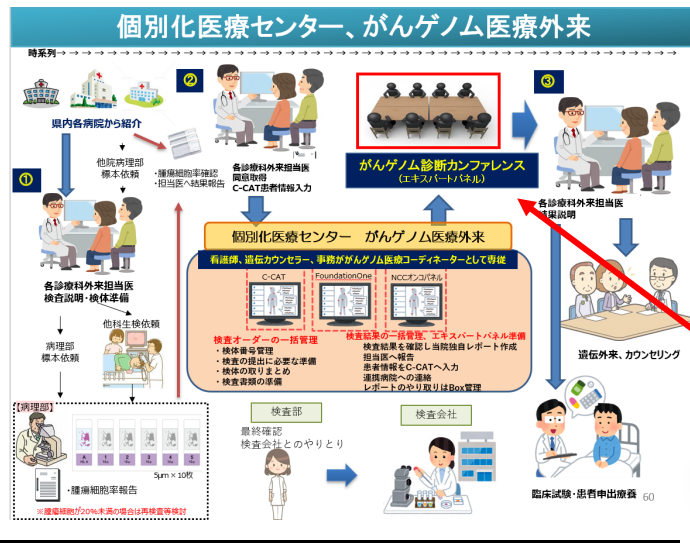 個別化医療センター、がんゲノム医療外来
時系列
県内各病院から紹介
②
③
他院病理部
標本依頼
・腫瘍細胞率確認
・担当医へ結果報告
各診療科外来担当医
同意取得
C-CAT患者情報入力
がんゲノム診断カンファレンス
(エキスパートパネル)
①
各診療科外来担当医
結果説明
個別化医療センター がんゲノム医療外来
看護師、遺伝カウンセラー、事務ががんゲノム医療コーディネーターとして専従
C-CAT
FoundationOne
NCCオンコパネル
各診療科外来担当医
検査説明・検体準備
他科生検依頼
病理部
標本依頼
検査オーダーの一括管理
・検体番号管理
・検査の提出に必要な準備
・検体の取りまとめ
・検査書類の準備
検査結果の一括管理、エキスパートパネル準備
検査結果を確認し当院独自レポート作成
担当医へ報告
患者情報をC-CATへ入力
連携病院への連絡
レポートのやり取りはBox管理
遺伝外来、カウンセリング
【病理部】
5μm×10枚
・腫瘍細胞率報告
※腫瘍細胞が20%未満の場合は再検査等検討
検査部
最終確認
検査会社とのやりとり
検査会社
臨床試験・患者申出療養
60